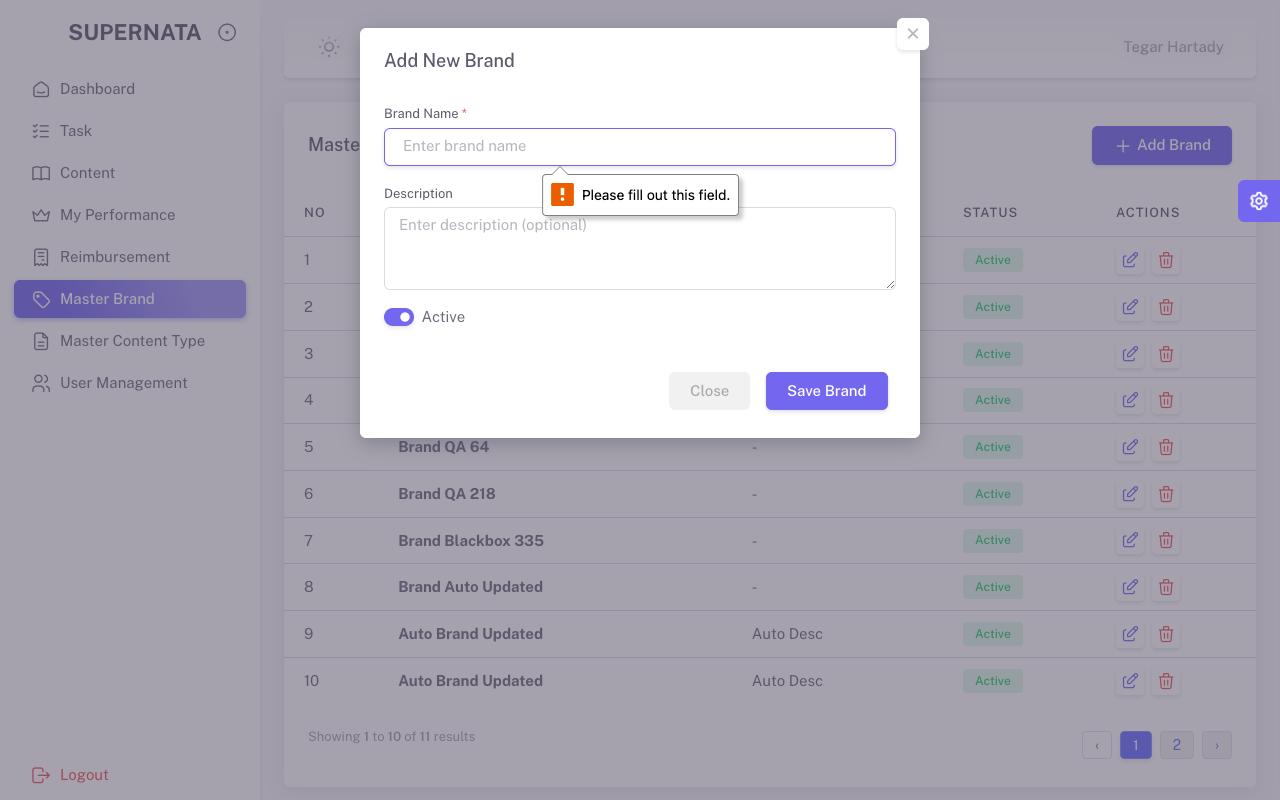 SUPERNATA
Dashboard
Task
Content
My Performance
Reimbursement
Master Brand
Master Content Type
User Management
Logout
Tegar Hartady
Maste
Add Brand
NO STATUS ACTIONS
1 Active
2 Active
3 Active
4 Active
5 Brand QA 64 - Active
6 Brand QA 218 - Active
7 Brand Blackbox 335 - Active
8 Brand Auto Updated - Active
9 Auto Brand Updated Auto Desc Active
10 Auto Brand Updated Auto Desc Active
Showing 1 to 10 of 11 results
‹ 1 2 ›
Add New Brand
Brand Name *
Enter brand name
Please fill out this field.
Description
Enter description (optional)
Active
Close
Save Brand